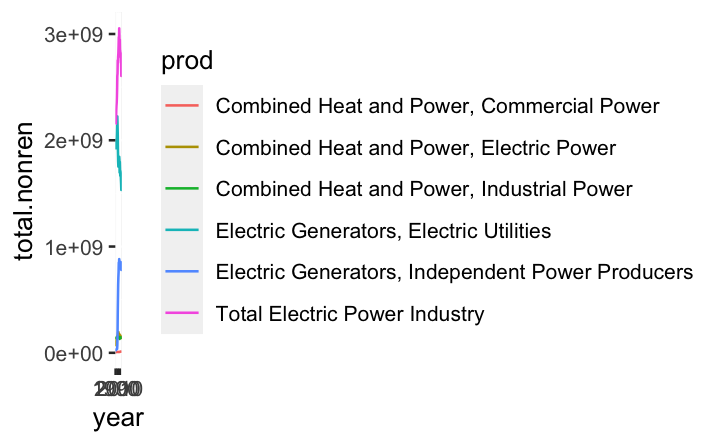 3e+09
2e+09
1e+09
0e+00
total.nonren
year
prod
Combined Heat and Power, Commercial Power
Combined Heat and Power, Electric Power
Combined Heat and Power, Industrial Power
Electric Generators, Electric Utilities
Electric Generators, Independent Power Producers
Total Electric Power Industry